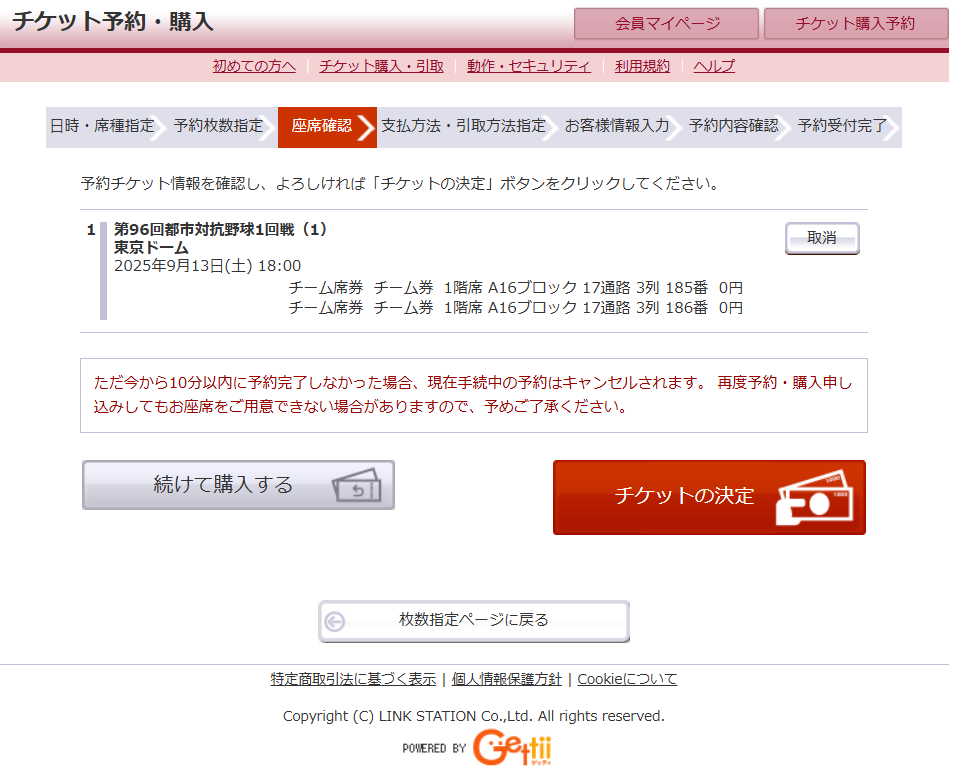 チケット予約・購入
会員マイページ
チケット購入予約
初めての方へ | チケット購入・引取 | 動作・セキュリティ | 利用規約 | ヘルプ
日時・席種指定 予約枚数指定 座席確認 支払方法・引取方法指定 お客様情報入力 予約内容確認 予約受付完了
予約チケット情報を確認し、よろしければ「チケットの決定」ボタンをクリックしてください。
1 第96回都市対抗野球1回戦（1）
東京ドーム
取消
2025年9月13日(土) 18:00
チーム席券 チーム券 1階席 A16ブロック 17通路 3列 185番 0円
チーム席券 チーム券 1階席 A16ブロック 17通路 3列 186番 0円
ただ今から10分以内に予約完了しなかった場合、現在手続中の予約はキャンセルされます。 再度予約・購入申し
込みしてもお座席をご用意できない場合がありますので、予めご了承ください。
続けて購入する
チケットの決定
枚数指定ページに戻る
特定商取引法に基づく表示 | 個人情報保護方針 | Cookieについて
Copyright (C) LINK STATION Co.,Ltd. All rights reserved.
POWERED BY Gettii
ゲッティ